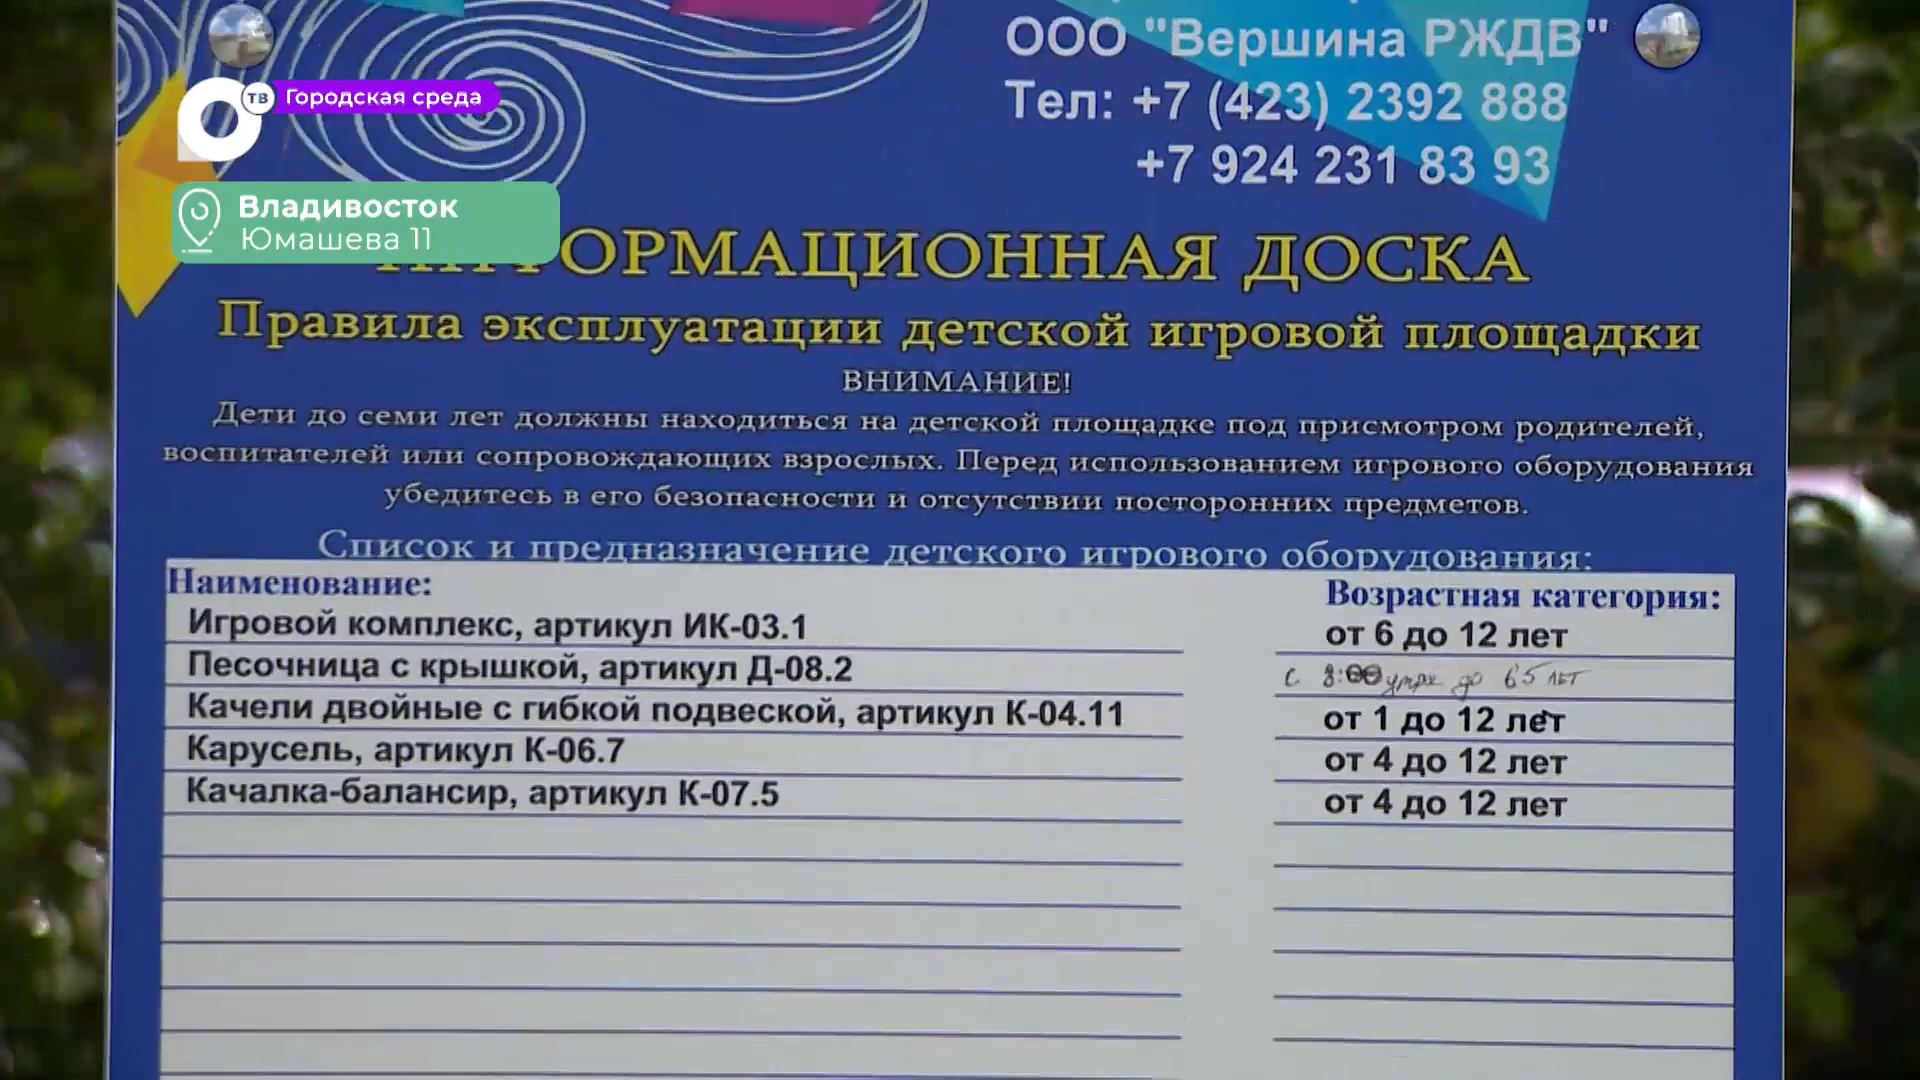 ООО "Вершина РЖДВ"
Тел: +7 (423) 2392 888
+7 924 231 83 93
ТВ
Городская среда
Владивосток
Юмашева 11
ИНФОРМАЦИОННАЯ ДОСКА
Правила эксплуатации детской игровой площадки
ВНИМАНИЕ!
Дети до семи лет должны находиться на детской площадке под присмотром родителей,
воспитателей или сопровождающих взрослых. Перед использованием игрового оборудования
убедитесь в его безопасности и отсутствии посторонних предметов.
Список и предназначение детского игрового оборудования:
Наименование: Возрастная категория:
Игровой комплекс, артикул ИК-03.1 от 6 до 12 лет
Песочница с крышкой, артикул Д-08.2 с 8:00 утра до 65 лет
Качели двойные с гибкой подвеской, артикул К-04.11 от 1 до 12 лет
Карусель, артикул К-06.7 от 4 до 12 лет
Качалка-балансир, артикул К-07.5 от 4 до 12 лет